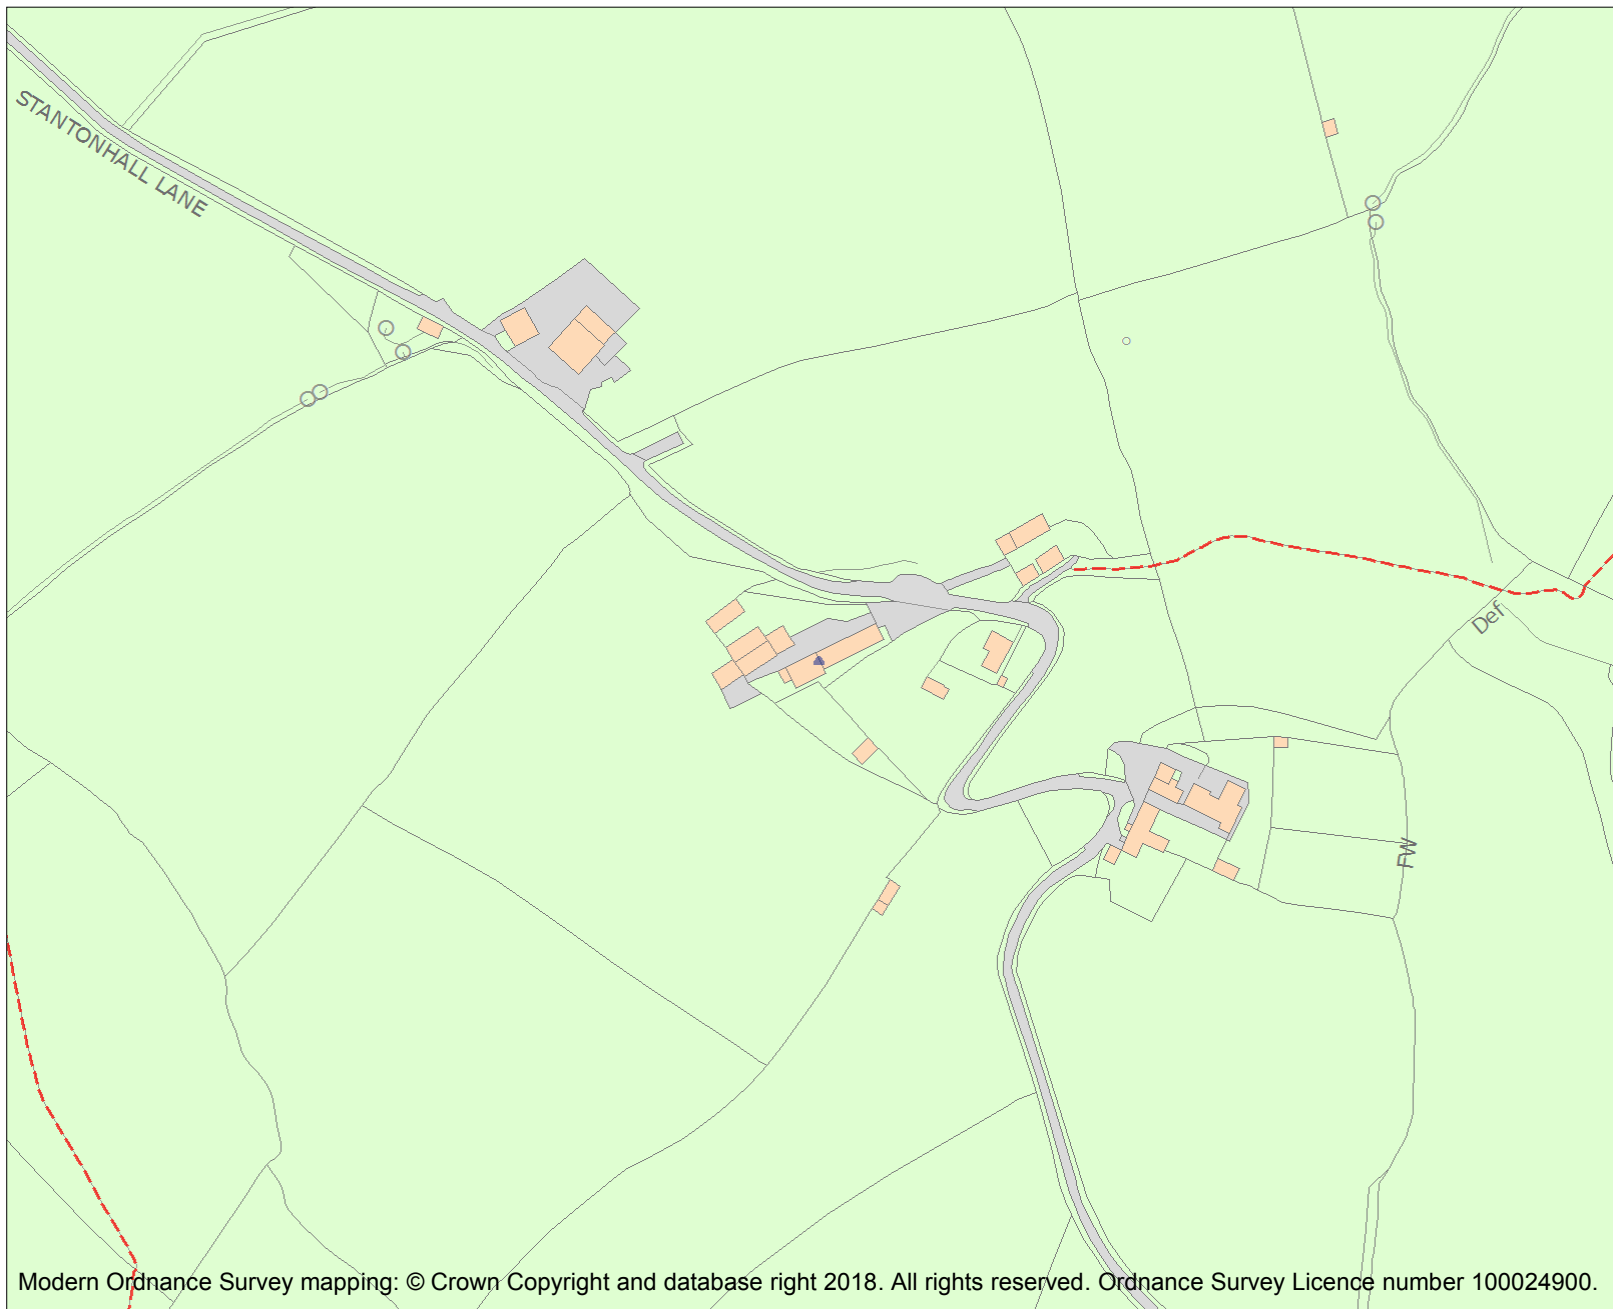 STANTONHALL LANE
Def
FW
Modern Ordnance Survey mapping: © Crown Copyright and database right 2018. All rights reserved. Ordnance Survey Licence number 100024900.